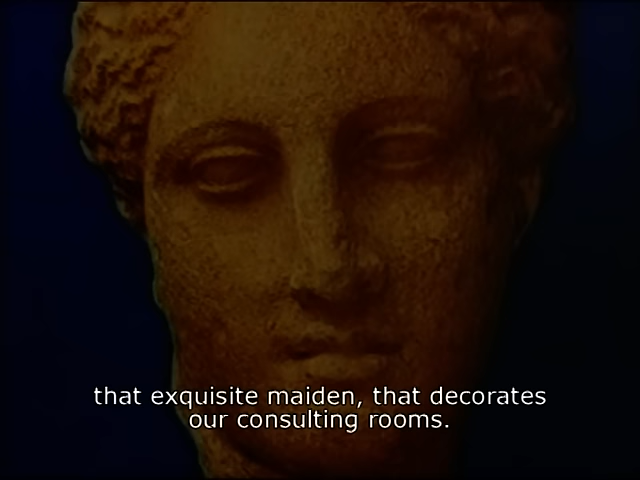 that exquisite maiden, that decorates
our consulting rooms.